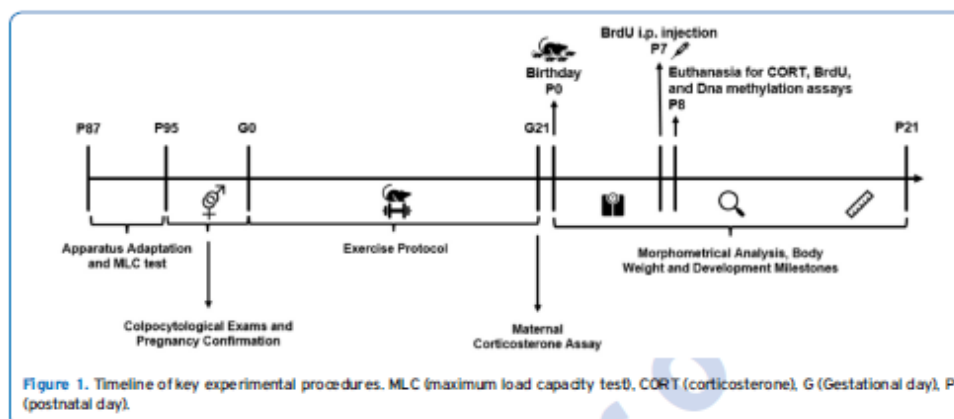 BrdU i.p. injection
P7
Birthday
P0
Euthanasia for CORT, BrdU,
and Dna methylation assays
P8
P87
P95
G0
G21
P21
Apparatus Adaptation
and MLC test
Exercise Protocol
Morphometrical Analysis, Body
Weight and Development Milestones
Colpocytological Exams and
Pregnancy Confirmation
Maternal
Corticosterone Assay
Figure 1. Timeline of key experimental procedures. MLC (maximum load capacity test), CORT (corticosterone), G (Gestational day), P
(postnatal day).